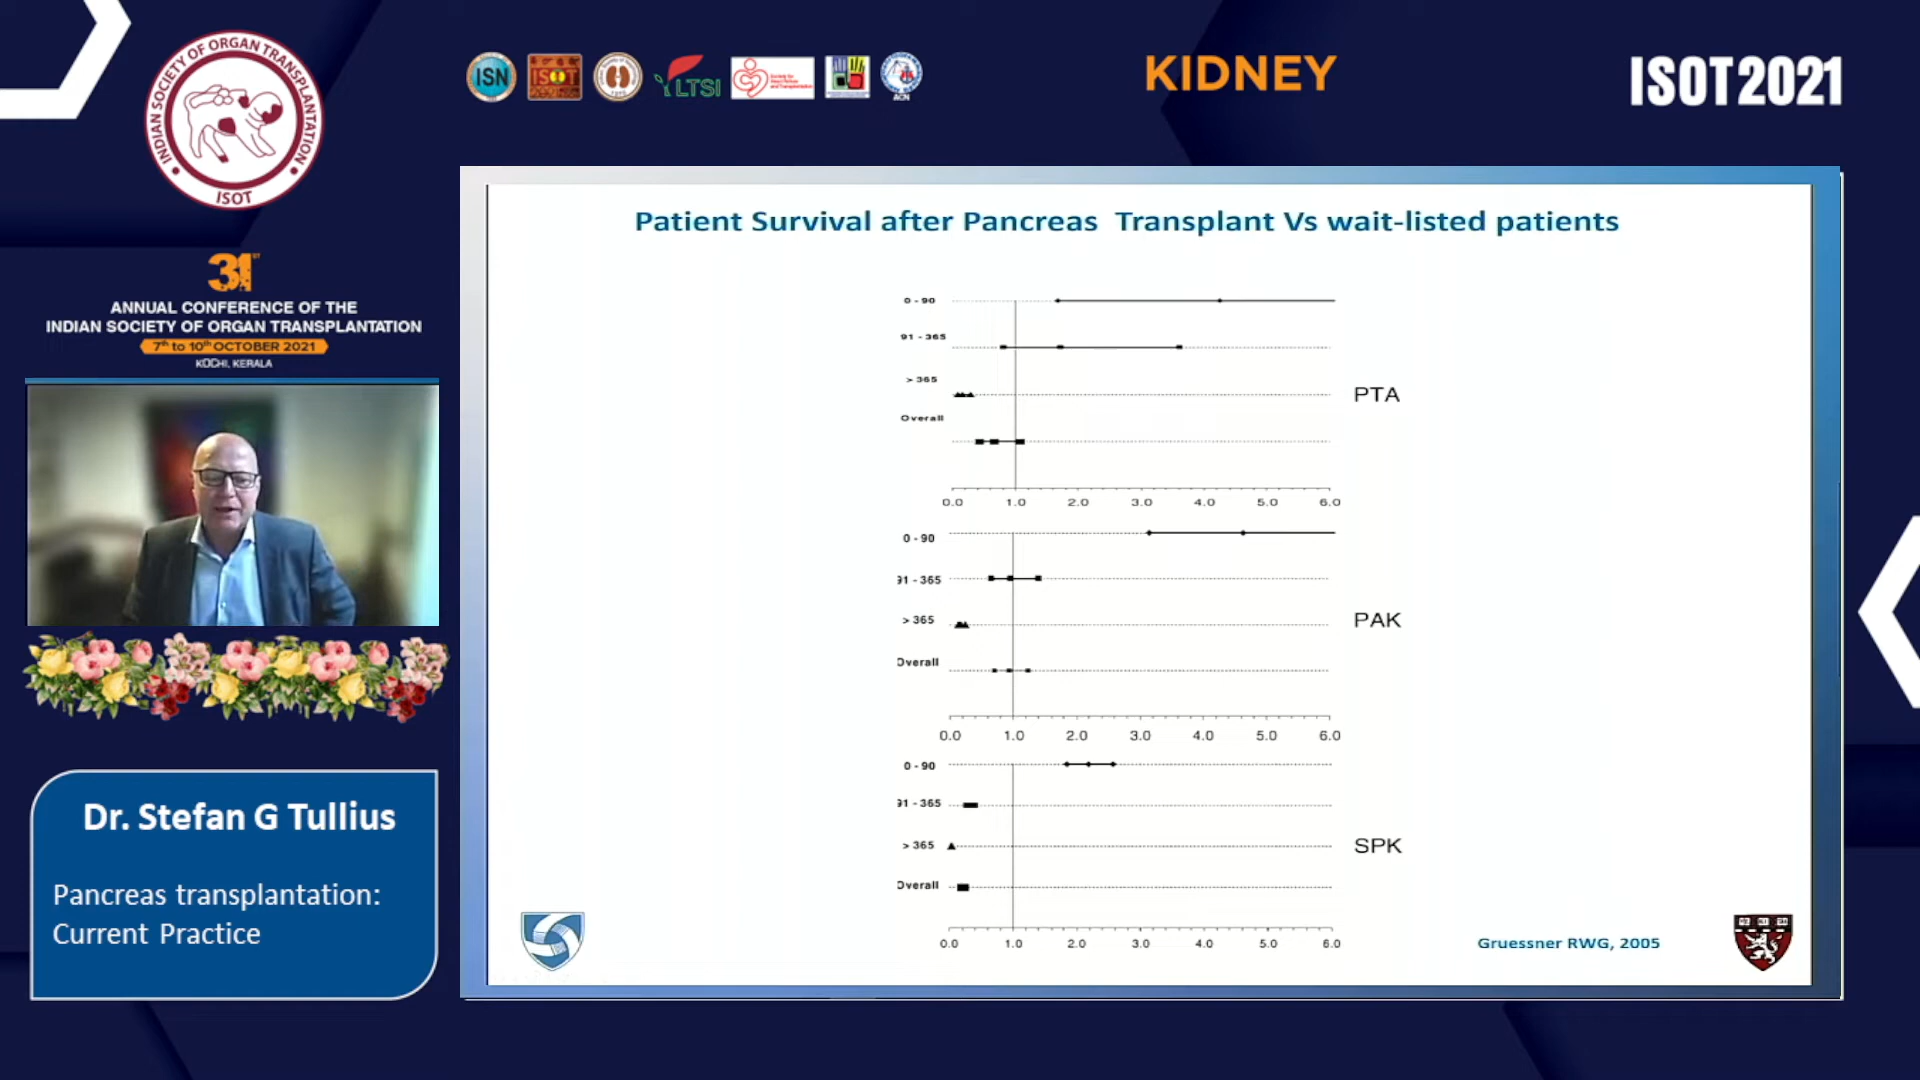 INDIAN SOCIETY OF ORGAN TRANSPLANTATION
ISOT
ISN
ISOT
LTSI
ACN
KIDNEY
ISOT2021
31ST
ANNUAL CONFERENCE OF THE
INDIAN SOCIETY OF ORGAN TRANSPLANTATION
7th to 10th OCTOBER 2021
KOCHI, KERALA
Dr. Stefan G Tullius
Pancreas transplantation:
Current Practice
Patient Survival after Pancreas Transplant Vs wait-listed patients
0 - 90
91 - 365
> 365
PTA
Overall
0.0 1.0 2.0 3.0 4.0 5.0 6.0
0 - 90
91 - 365
> 365
PAK
Overall
0.0 1.0 2.0 3.0 4.0 5.0 6.0
0 - 90
91 - 365
> 365
SPK
Overall
0.0 1.0 2.0 3.0 4.0 5.0 6.0
Gruessner RWG, 2005